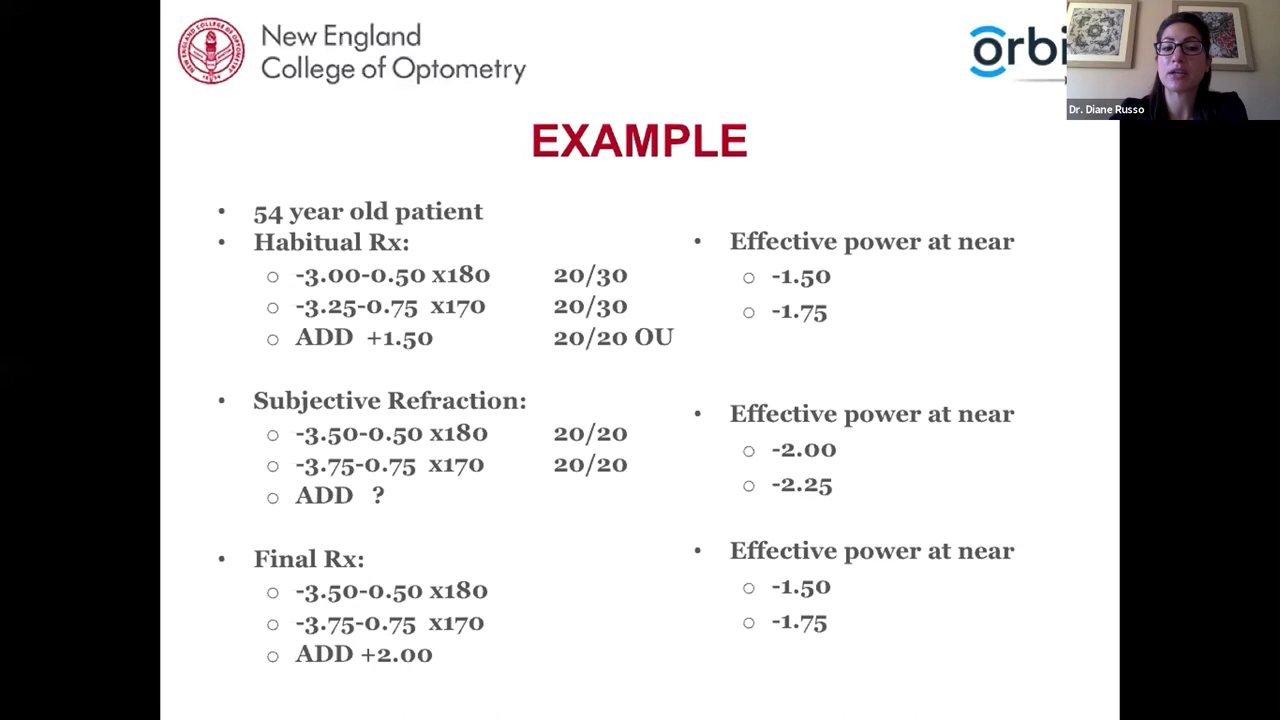 New England
College of Optometry
orbi
Dr. Diane Russo
EXAMPLE
• 54 year old patient
• Habitual Rx:
○ -3.00-0.50 x180 20/30
○ -3.25-0.75 x170 20/30
○ ADD +1.50 20/20 OU
• Effective power at near
○ -1.50
○ -1.75
• Subjective Refraction:
○ -3.50-0.50 x180 20/20
○ -3.75-0.75 x170 20/20
○ ADD ?
• Effective power at near
○ -2.00
○ -2.25
• Final Rx:
○ -3.50-0.50 x180
○ -3.75-0.75 x170
○ ADD +2.00
• Effective power at near
○ -1.50
○ -1.75